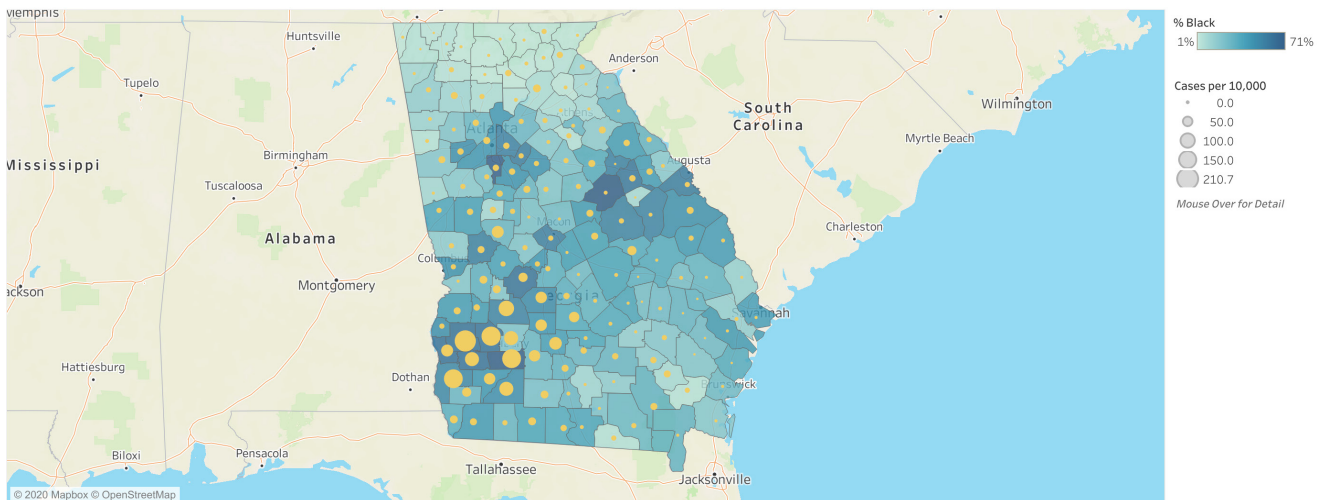 Memphis
Huntsville
Tupelo
Anderson
Atlanta
Athens
South
Carolina
Wilmington
Myrtle Beach
Mississippi
Birmingham
Augusta
Tuscaloosa
Macon
Charleston
Alabama
Columbus
Montgomery
Jackson
Georgia
Savannah
Hattiesburg
Dothan
Albany
Brunswick
Biloxi
Pensacola
Tallahassee
Jacksonville
© 2020 Mapbox © OpenStreetMap
% Black
1% 71%
Cases per 10,000
0.0
50.0
100.0
150.0
210.7
Mouse Over for Detail